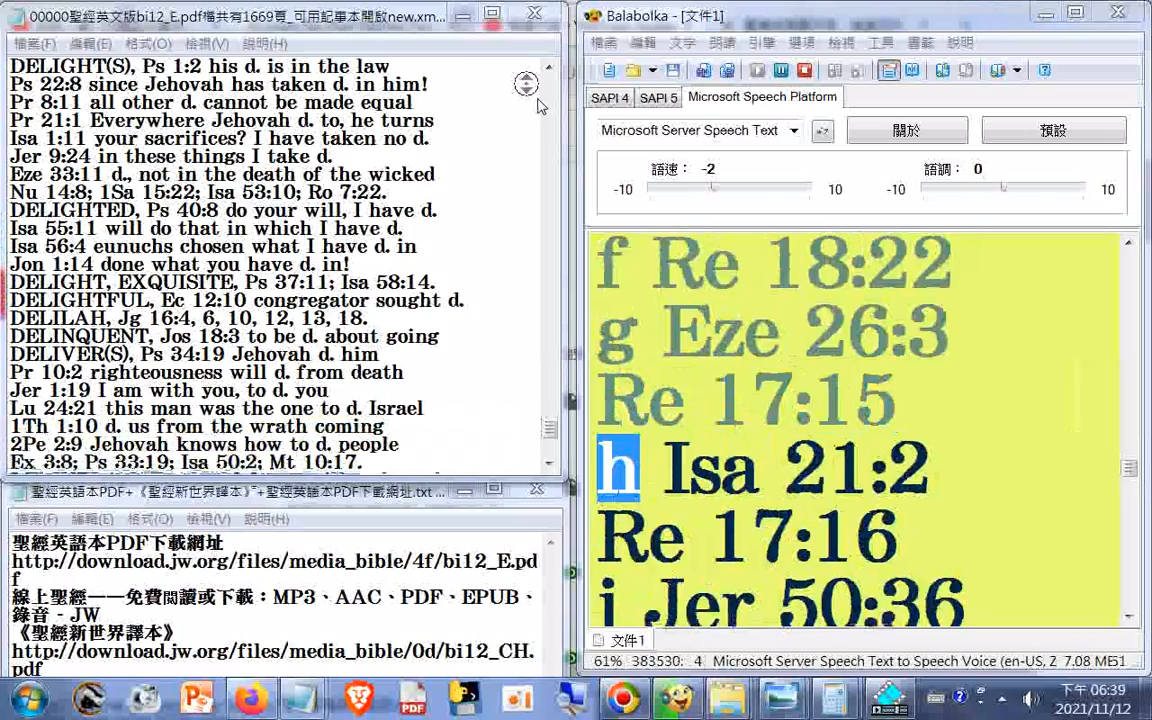 00000聖經英文版bi12_E.pdf檔共有1669頁_可用記事本開啟new.xm...
檔案(F) 編輯(E) 格式(O) 檢視(V) 說明(H)
DELIGHT(S), Ps 1:2 his d. is in the law
Ps 22:8 since Jehovah has taken d. in him!
Pr 8:11 all other d. cannot be made equal
Pr 21:1 Everywhere Jehovah d. to, he turns
Isa 1:11 your sacrifices? I have taken no d.
Jer 9:24 in these things I take d.
Eze 33:11 d., not in the death of the wicked
Nu 14:8; 1Sa 15:22; Isa 53:10; Ro 7:22.
DELIGHTED, Ps 40:8 do your will, I have d.
Isa 55:11 will do that in which I have d.
Isa 56:4 eunuchs chosen what I have d. in
Jon 1:14 done what you have d. in!
DELIGHT, EXQUISITE, Ps 37:11; Isa 58:14.
DELIGHTFUL, Ec 12:10 congregator sought d.
DELILAH, Jg 16:4, 6, 10, 12, 13, 18.
DELINQUENT, Jos 18:3 to be d. about going
DELIVER(S), Ps 34:19 Jehovah d. him
Pr 10:2 righteousness will d. from death
Jer 1:19 I am with you, to d. you
Lu 24:21 this man was the one to d. Israel
1Th 1:10 d. us from the wrath coming
2Pe 2:9 Jehovah knows how to d. people
Ex 3:8; Ps 33:19; Isa 50:2; Mt 10:17.
聖經英語本PDF+《聖經新世界譯本》"+聖經英語本PDF下載網址.txt ...
檔案(F) 編輯(E) 格式(O) 檢視(V) 說明(H)
聖經英語本PDF下載網址
http://download.jw.org/files/media_bible/4f/bi12_E.pd
f
線上聖經——免費閱讀或下載：MP3、AAC、PDF、EPUB、
錄音 - JW
《聖經新世界譯本》
http://download.jw.org/files/media_bible/0d/bi12_CH.
pdf
Balabolka - [文件1]
檔案 編輯 文字 朗讀 引擎 選項 檢視 工具 書籤 說明
SAPI 4 SAPI 5 Microsoft Speech Platform
Microsoft Server Speech Text 關於 預設
語速： -2 語調： 0
-10 10 -10 10
f Re 18:22
g Eze 26:3
Re 17:15
h Isa 21:2
Re 17:16
i Jer 50:36
文件1
61% 383530: 4 Microsoft Server Speech Text to Speech Voice (en-US, Z 7.08 ME51
下午 06:39
2021/11/12